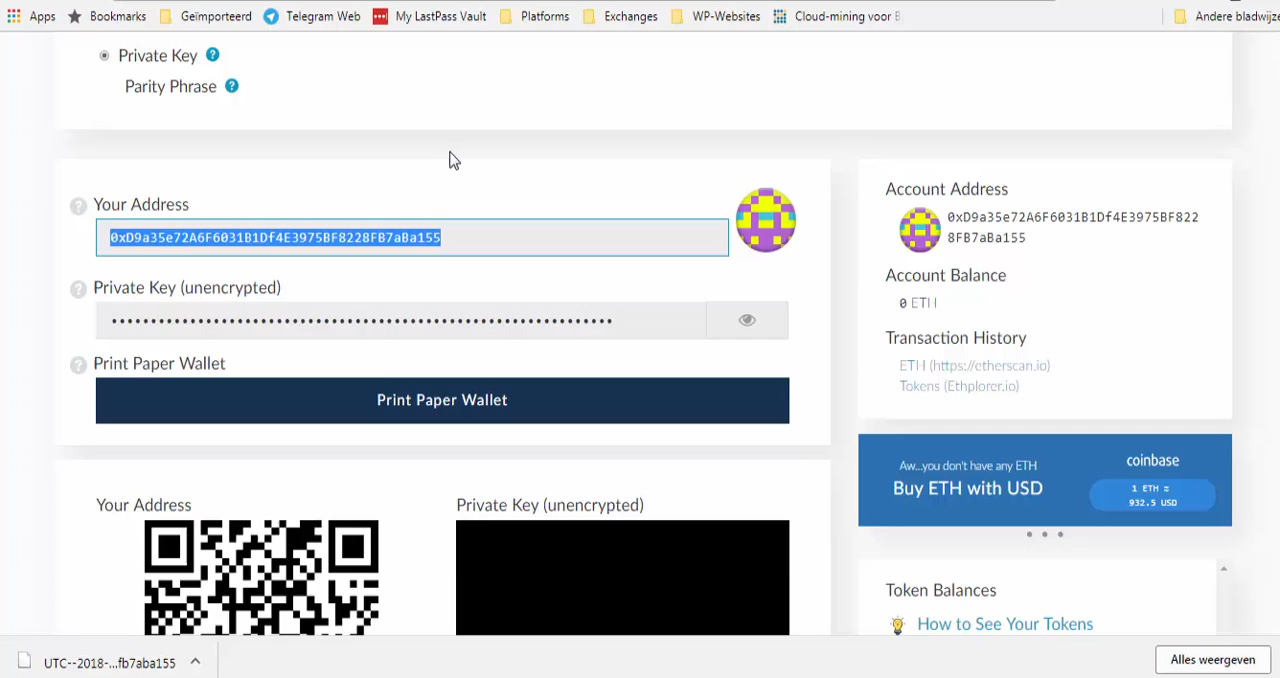 Apps Bookmarks Geïmporteerd Telegram Web My LastPass Vault Platforms Exchanges WP-Websites Cloud-mining voor B Andere bladwijze
Private Key ?
Parity Phrase ?
? Your Address
0xD9a35e72A6F6031B1Df4E3975BF8228FB7aBa155
? Private Key (unencrypted)
? Print Paper Wallet
Print Paper Wallet
Your Address
Private Key (unencrypted)
Account Address
0xD9a35e72A6F6031B1Df4E3975BF822
8FB7aBa155
Account Balance
0 ETH
Transaction History
ETH (https://etherscan.io)
Tokens (Ethplorer.io)
Aw...you don't have any ETH
Buy ETH with USD
coinbase
1 ETH ≈
932.5 USD
Token Balances
How to See Your Tokens
UTC--2018-...fb7aba155
Alles weergeven